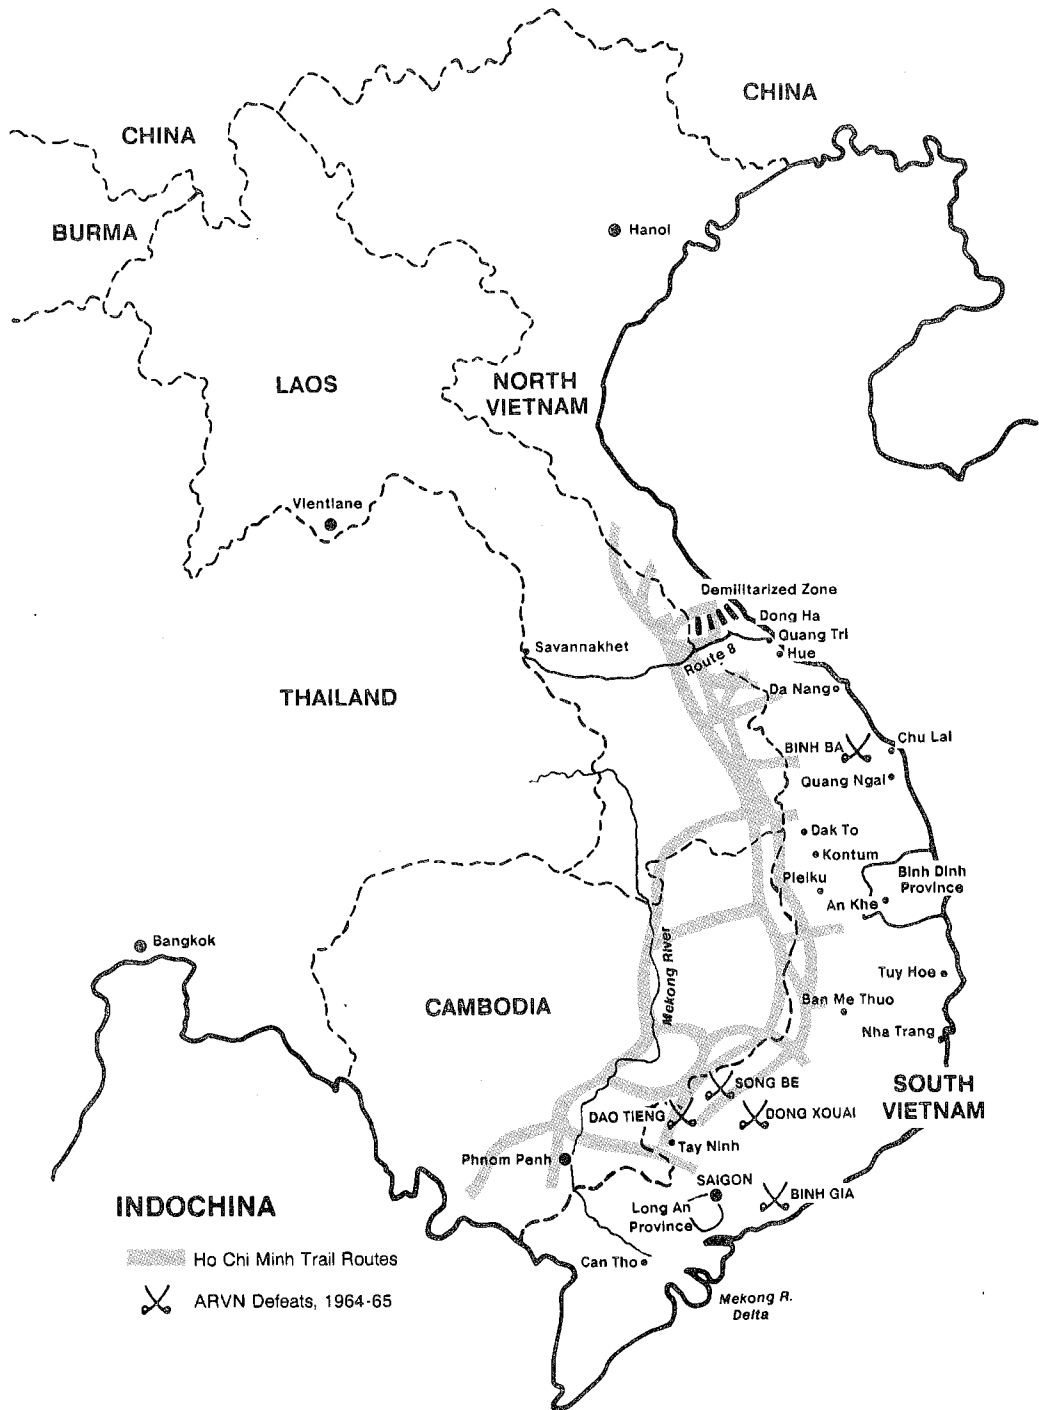 CHINA
CHINA
BURMA
Hanoi
LAOS
NORTH
VIETNAM
Vientiane
Demilitarized Zone
Dong Ha
Quang Tri
Hue
Savannakhet
Route 8
THAILAND
Da Nang
BINH BA
Chu Lai
Quang Ngai
Dak To
Kontum
Pleiku
Binh Dinh
Province
An Khe
Bangkok
Mekong River
Tuy Hoe
CAMBODIA
Ban Me Thuo
Nha Trang
SONG BE
SOUTH
VIETNAM
DAO TIENG
DONG XOUAI
Tay Ninh
Phnom Penh
SAIGON
BINH GIA
Long An
Province
INDOCHINA
Ho Chi Minh Trail Routes
Can Tho
ARVN Defeats, 1964-65
Mekong R.
Delta